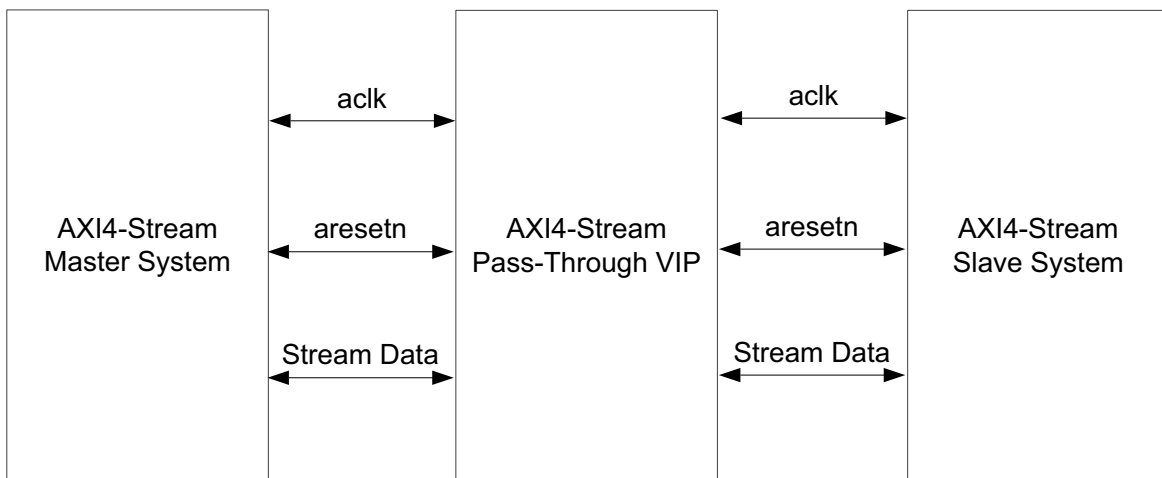 aclk
aclk
AXI4-Stream
Master System
aresetn
AXI4-Stream
Pass-Through VIP
aresetn
AXI4-Stream
Slave System
Stream Data
Stream Data